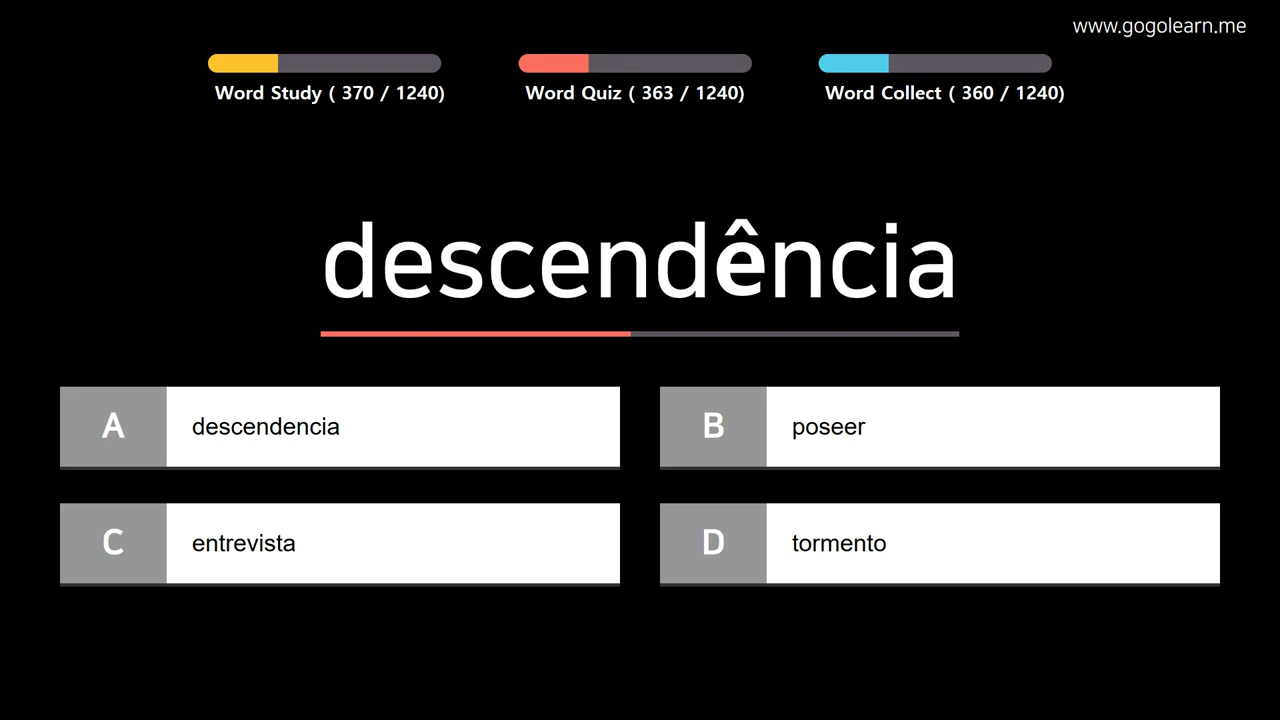 www.gogolearn.me
Word Study ( 370 / 1240)
Word Quiz ( 363 / 1240)
Word Collect ( 360 / 1240)
descendência
A descendencia
B poseer
C entrevista
D tormento